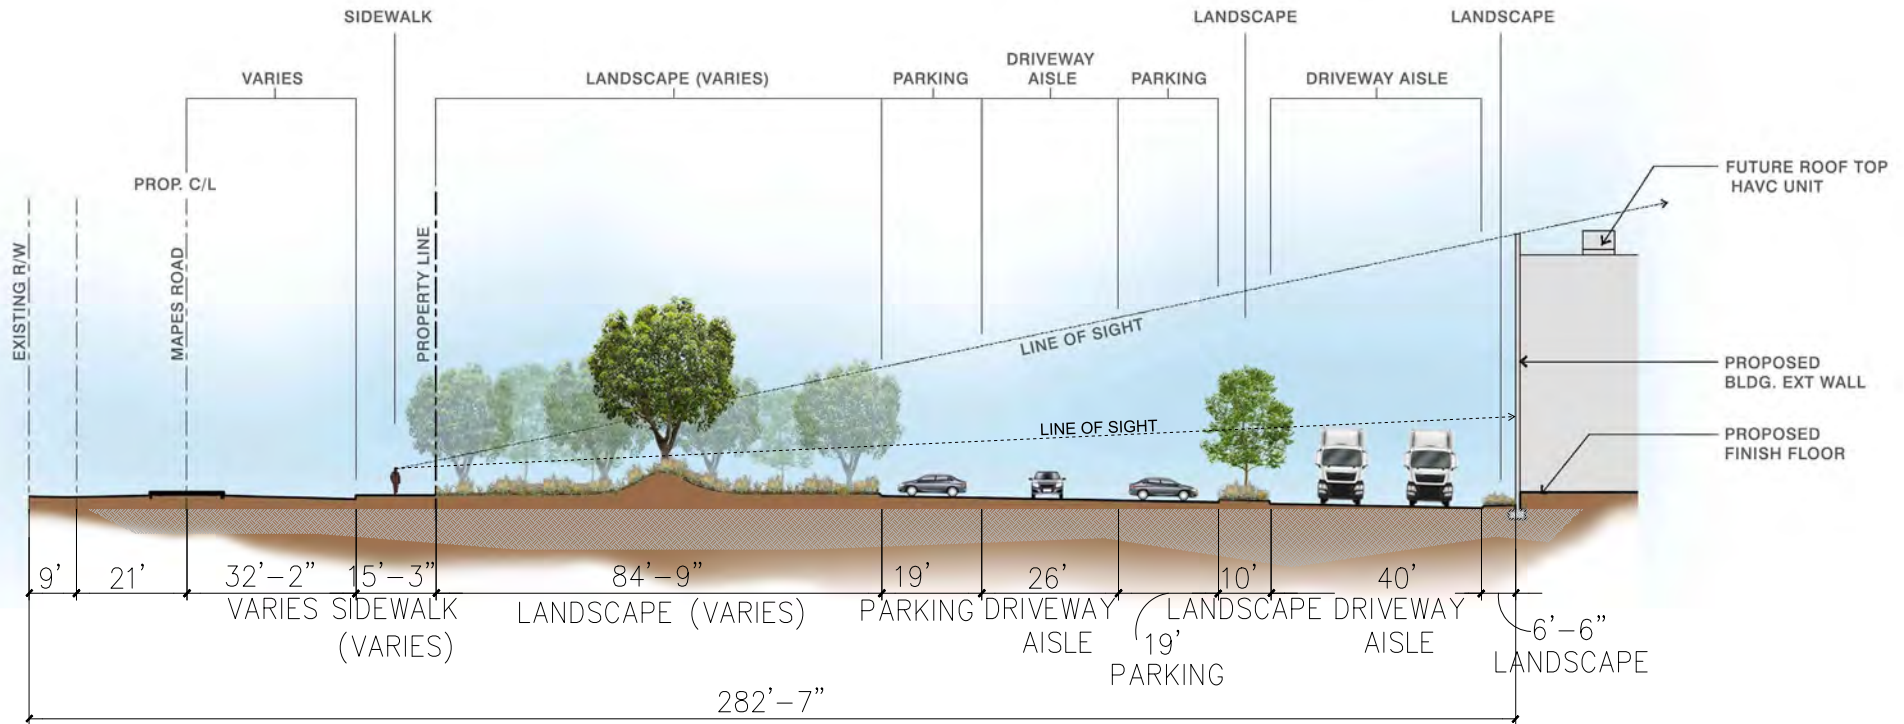 SIDEWALK
LANDSCAPE
LANDSCAPE
VARIES
LANDSCAPE (VARIES)
PARKING
DRIVEWAY
AISLE
PARKING
DRIVEWAY AISLE
PROP. C/L
EXISTING R/W
MAPES ROAD
PROPERTY LINE
LINE OF SIGHT
LINE OF SIGHT
FUTURE ROOF TOP
HAVC UNIT
PROPOSED
BLDG. EXT WALL
PROPOSED
FINISH FLOOR
9'
21'
32'-2"
VARIES
15'-3"
SIDEWALK
(VARIES)
84'-9"
LANDSCAPE (VARIES)
19'
PARKING
26'
DRIVEWAY
AISLE
19'
PARKING
10'
LANDSCAPE
40'
DRIVEWAY
AISLE
6'-6"
LANDSCAPE
282'-7"